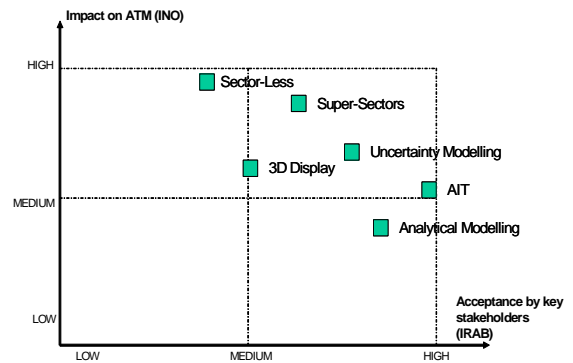 Impact on ATM (INO)
HIGH
Sector-Less
Super-Sectors
Uncertainty Modelling
3D Display
AIT
MEDIUM
Analytical Modelling
Acceptance by key
stakeholders
(IRAB)
LOW
LOW
MEDIUM
HIGH